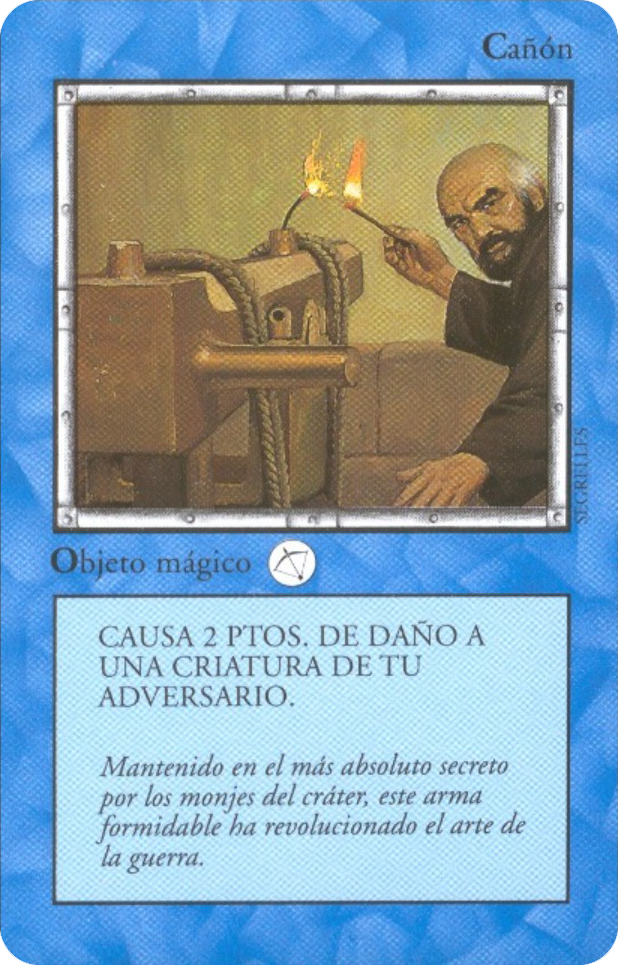 Cañón
SEGRELLES
Objeto mágico
CAUSA 2 PTOS. DE DAÑO A
UNA CRIATURA DE TU
ADVERSARIO.
Mantenido en el más absoluto secreto
por los monjes del cráter, este arma
formidable ha revolucionado el arte de
la guerra.